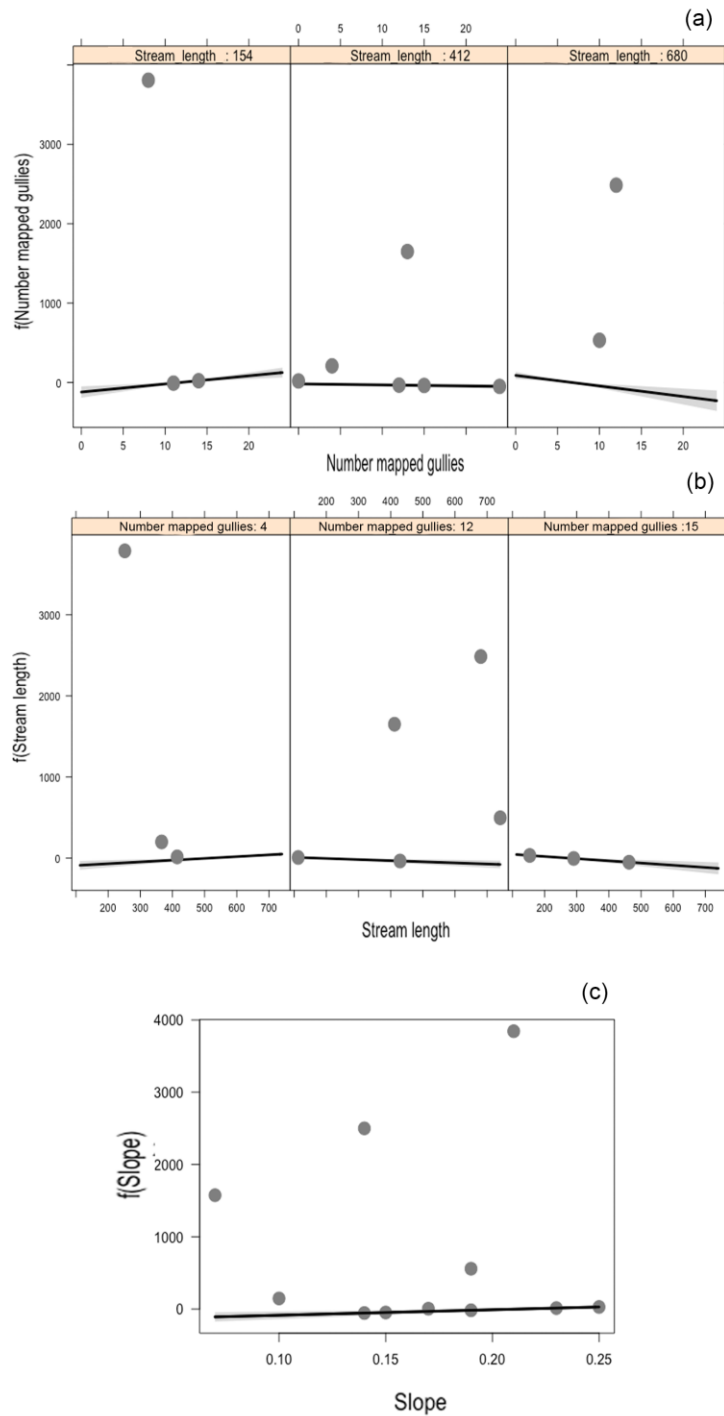 (a)
0 5 10 15 20
Stream_length_ : 154 Stream_length_ : 412 Stream_length_ : 680
f(Number mapped gullies)
3000
2000
1000
0
0 5 10 15 20 0 5 10 15 20
Number mapped gullies
(b)
200 300 400 500 600 700
Number mapped gullies: 4 Number mapped gullies: 12 Number mapped gullies :15
f(Stream length)
3000
2000
1000
0
200 300 400 500 600 700 200 300 400 500 600 700
Stream length
(c)
f(Slope)
4000
3000
2000
1000
0
0.10 0.15 0.20 0.25
Slope